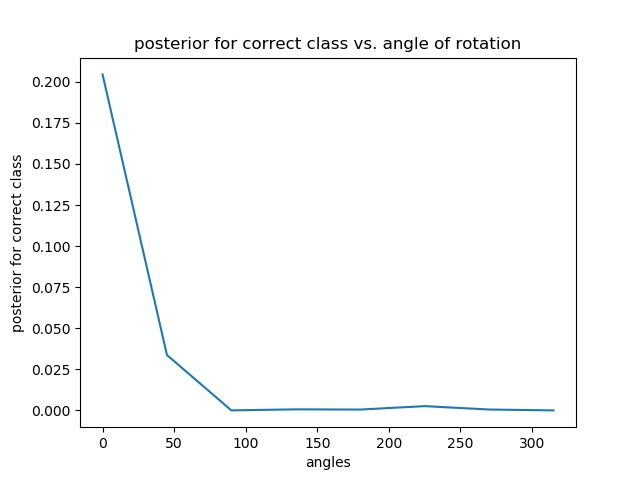 posterior for correct class vs. angle of rotation
posterior for correct class
0.200
0.175
0.150
0.125
0.100
0.075
0.050
0.025
0.000
0 50 100 150 200 250 300
angles